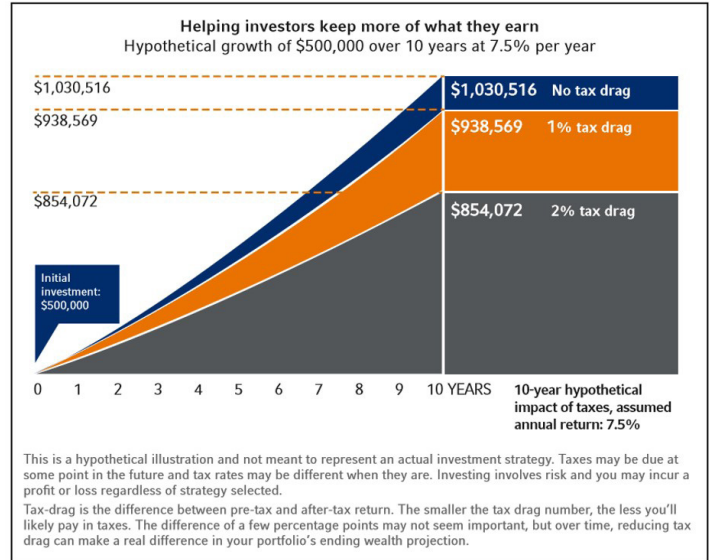 Helping investors keep more of what they earn
Hypothetical growth of $500,000 over 10 years at 7.5% per year
$1,030,516
$1,030,516 No tax drag
$938,569
$938,569 1% tax drag
$854,072
$854,072 2% tax drag
Initial
investment:
$500,000
0 1 2 3 4 5 6 7 8 9 10 YEARS
10-year hypothetical
impact of taxes, assumed
annual return: 7.5%
This is a hypothetical illustration and not meant to represent an actual investment strategy. Taxes may be due at
some point in the future and tax rates may be different when they are. Investing involves risk and you may incur a
profit or loss regardless of strategy selected.
Tax-drag is the difference between pre-tax and after-tax return. The smaller the tax drag number, the less you’ll
likely pay in taxes. The difference of a few percentage points may not seem important, but over time, reducing tax
drag can make a real difference in your portfolio’s ending wealth projection.